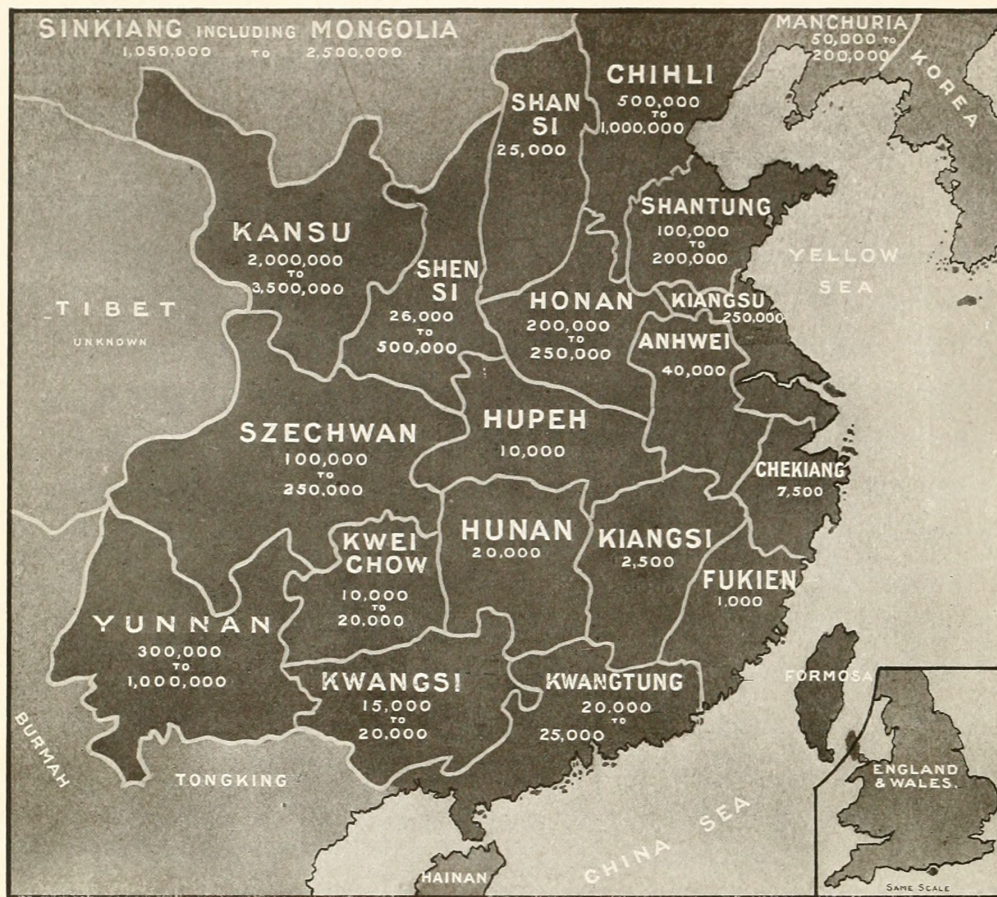 SINKIANG INCLUDING MONGOLIA
1,050,000 TO 2,500,000
MANCHURIA
50,000 TO
200,000
KOREA
CHIHLI
500,000
TO
1,000,000
SHAN
SI
25,000
KANSU
2,000,000
TO
3,500,000
SHANTUNG
100,000
TO
200,000
YELLOW
SEA
SHEN
SI
26,000
TO
500,000
HONAN
200,000
TO
250,000
KIANGSU
250,000
TIBET
UNKNOWN
ANHWEI
40,000
SZECHWAN
100,000
TO
250,000
HUPEH
10,000
CHEKIANG
7,500
HUNAN
20,000
KIANGSI
2,500
KWEI
CHOW
10,000
TO
20,000
FUKIEN
1,000
YUNNAN
300,000
TO
1,000,000
KWANGSI
15,000
TO
20,000
KWANGTUNG
20,000
TO
25,000
FORMOSA
BURMAH
TONGKING
CHINA SEA
HAINAN
ENGLAND
& WALES.
SAME SCALE